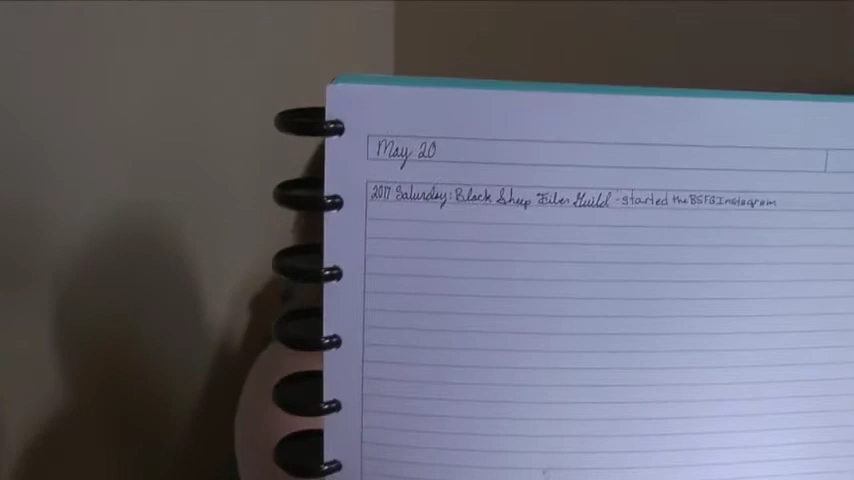 May 20
2017 Saturday: Black Sheep Fiber Guild - started the BSFG Instagram